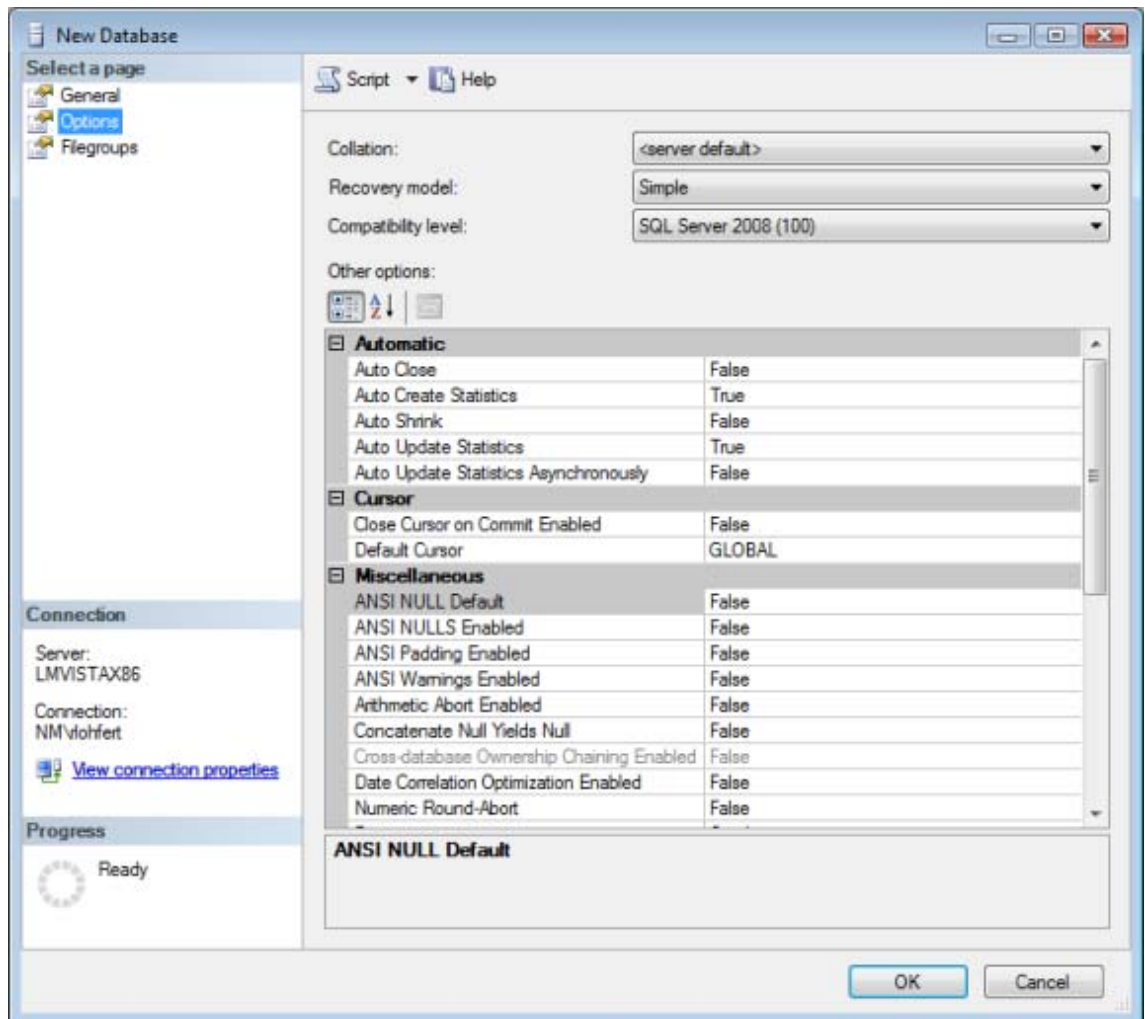 New Database
Select a page
General
Options
Filegroups
Script Help
Collation: <server default>
Recovery model: Simple
Compatibility level: SQL Server 2008 (100)
Other options:
Automatic
Auto Close False
Auto Create Statistics True
Auto Shrink False
Auto Update Statistics True
Auto Update Statistics Asynchronously False
Cursor
Close Cursor on Commit Enabled False
Default Cursor GLOBAL
Miscellaneous
ANSI NULL Default False
ANSI NULLS Enabled False
ANSI Padding Enabled False
ANSI Warnings Enabled False
Arithmetic Abort Enabled False
Concatenate Null Yields Null False
Cross-database Ownership Chaining Enabled False
Date Correlation Optimization Enabled False
Numeric Round-Abort False
ANSI NULL Default
Connection
Server:
LMVISTAX86
Connection:
View connection properties
Progress
Ready
OK Cancel